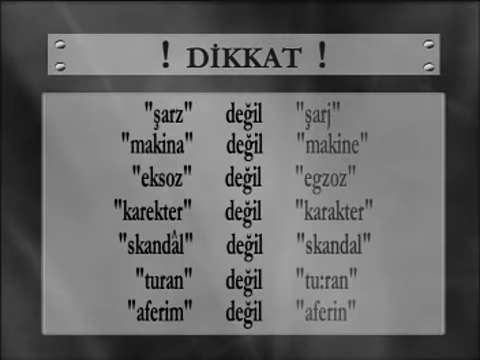 ! DİKKAT !
"şarz" değil "şarj"
"makina" değil "makine"
"eksoz" değil "egzoz"
"karekter" değil "karakter"
"skandâl" değil "skandal"
"turan" değil "tu:ran"
"aferim" değil "aferin"